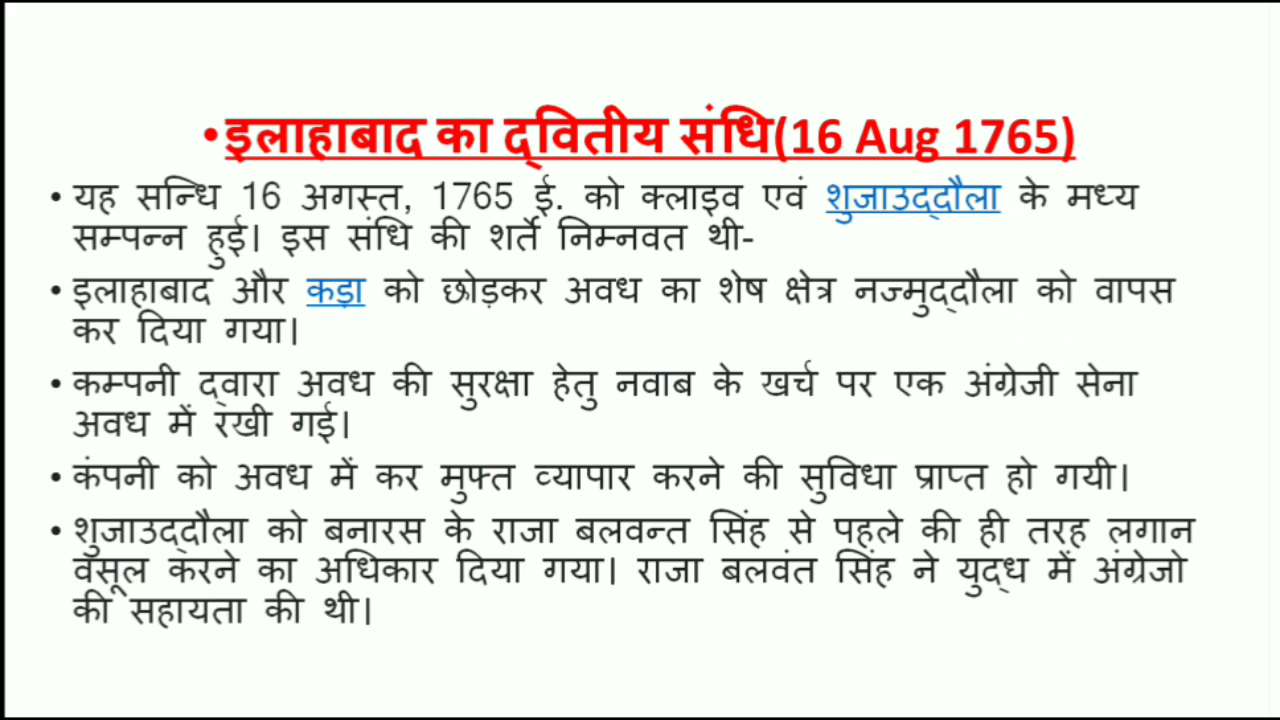 •इलाहाबाद का द्वितीय संधि(16 Aug 1765)
• यह सन्धि 16 अगस्त, 1765 ई. को क्लाइव एवं शुजाउद्दौला के मध्य
सम्पन्न हुई। इस संधि की शर्ते निम्नवत थी-
• इलाहाबाद और कड़ा को छोड़कर अवध का शेष क्षेत्र नज्मुद्दौला को वापस
कर दिया गया।
• कम्पनी द्वारा अवध की सुरक्षा हेतु नवाब के खर्च पर एक अंग्रेजी सेना
अवध में रखी गई।
• कंपनी को अवध में कर मुफ्त व्यापार करने की सुविधा प्राप्त हो गयी।
• शुजाउद्दौला को बनारस के राजा बलवन्त सिंह से पहले की ही तरह लगान
वसूल करने का अधिकार दिया गया। राजा बलवंत सिंह ने युद्ध में अंग्रेजो
की सहायता की थी।